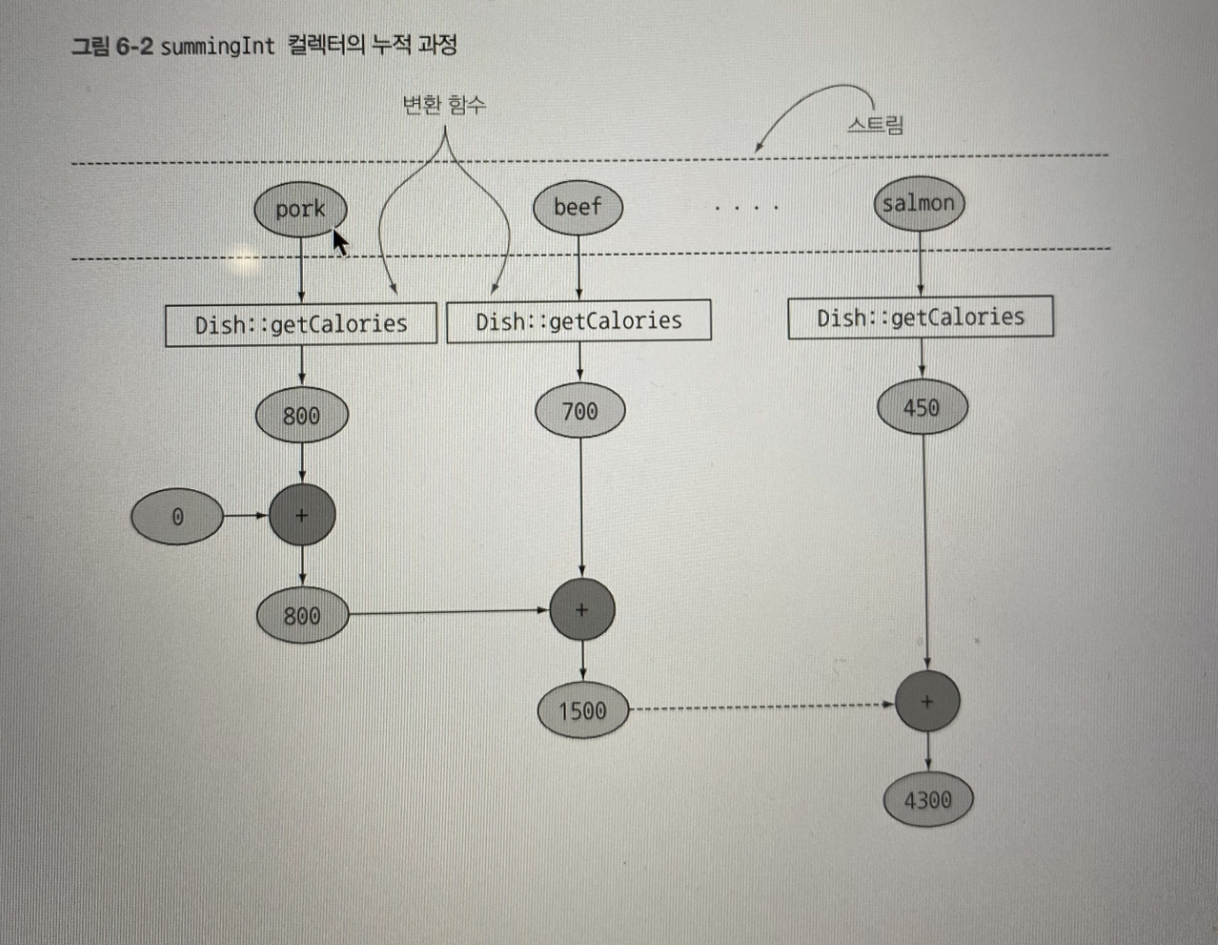 그림 6-2 summingInt 컬렉터의 누적 과정
변환 함수
스트림
pork
beef
. . . .
salmon
Dish::getCalories
Dish::getCalories
Dish::getCalories
800
700
450
0
+
800
+
1500
+
4300